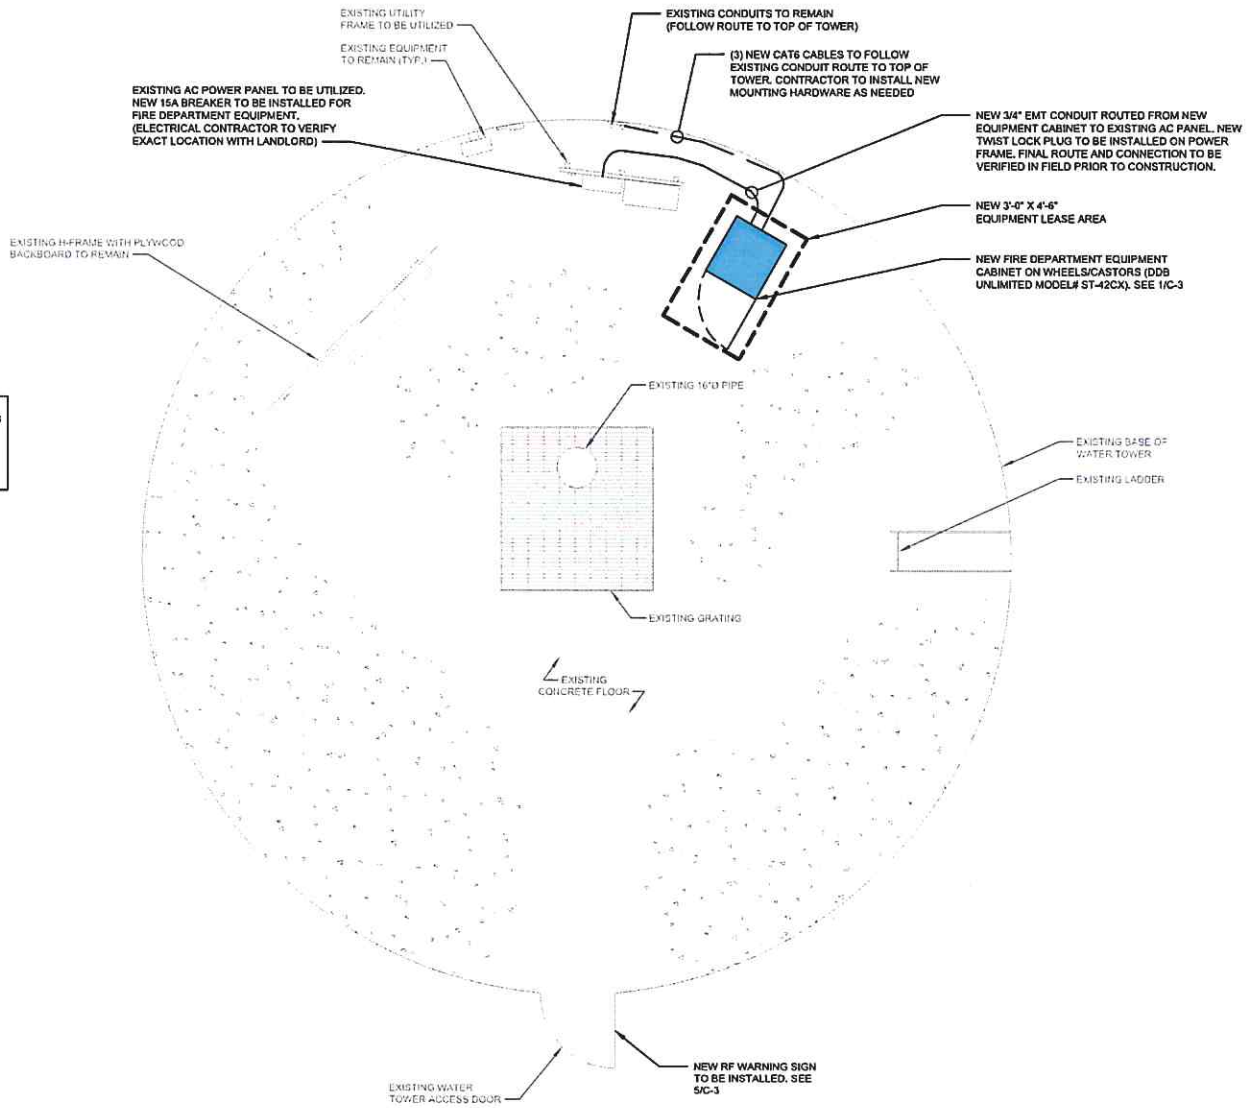 EXISTING UTILITY
FRAME TO BE UTILIZED
EXISTING EQUIPMENT
TO REMAIN (TYP.)
EXISTING AC POWER PANEL TO BE UTILIZED.
NEW 15A BREAKER TO BE INSTALLED FOR
FIRE DEPARTMENT EQUIPMENT.
(ELECTRICAL CONTRACTOR TO VERIFY
EXACT LOCATION WITH LANDLORD)
EXISTING CONDUITS TO REMAIN
(FOLLOW ROUTE TO TOP OF TOWER)
(3) NEW CAT6 CABLES TO FOLLOW
EXISTING CONDUIT ROUTE TO TOP OF
TOWER. CONTRACTOR TO INSTALL NEW
MOUNTING HARDWARE AS NEEDED
NEW 3/4" EMT CONDUIT ROUTED FROM NEW
EQUIPMENT CABINET TO EXISTING AC PANEL. NEW
TWIST LOCK PLUG TO BE INSTALLED ON POWER
FRAME. FINAL ROUTE AND CONNECTION TO BE
VERIFIED IN FIELD PRIOR TO CONSTRUCTION.
NEW 3'-0" X 4'-6"
EQUIPMENT LEASE AREA
NEW FIRE DEPARTMENT EQUIPMENT
CABINET ON WHEELS/CASTORS (DDB
UNLIMITED MODEL# ST-42CX). SEE 1/C-3
EXISTING H-FRAME WITH PLYWOOD
BACKBOARD TO REMAIN
EXISTING 16"Ø PIPE
EXISTING BASE OF
WATER TOWER
EXISTING LADDER
EXISTING GRATING
EXISTING
CONCRETE FLOOR
NEW RF WARNING SIGN
TO BE INSTALLED. SEE
5/C-3
EXISTING WATER
TOWER ACCESS DOOR